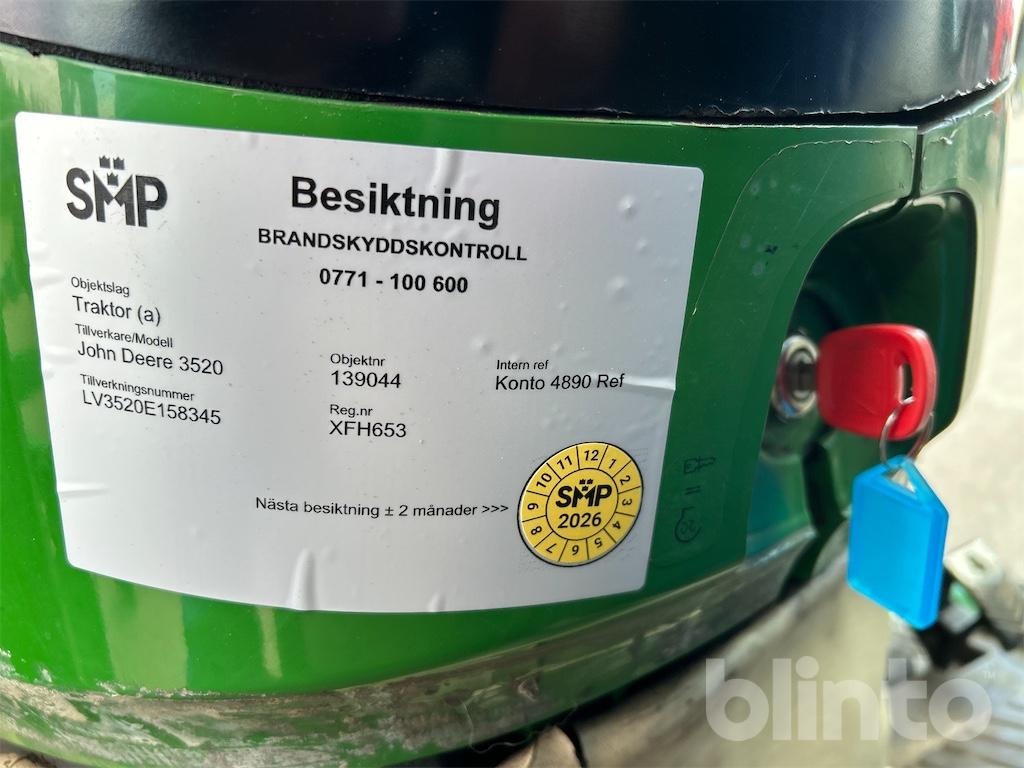 SMP
Besiktning
BRANDSKYDDSKONTROLL
0771 - 100 600
Objektslag
Traktor (a)
Tillverkare/Modell
John Deere 3520
Tillverkningsnummer
LV3520E158345
Objektnr
139044
Reg.nr
XFH653
Intern ref
Konto 4890 Ref
Nästa besiktning ± 2 månader >>>
12 1 2 3 4 5 6 7 8 9 10 11
SMP
2026
blinto™